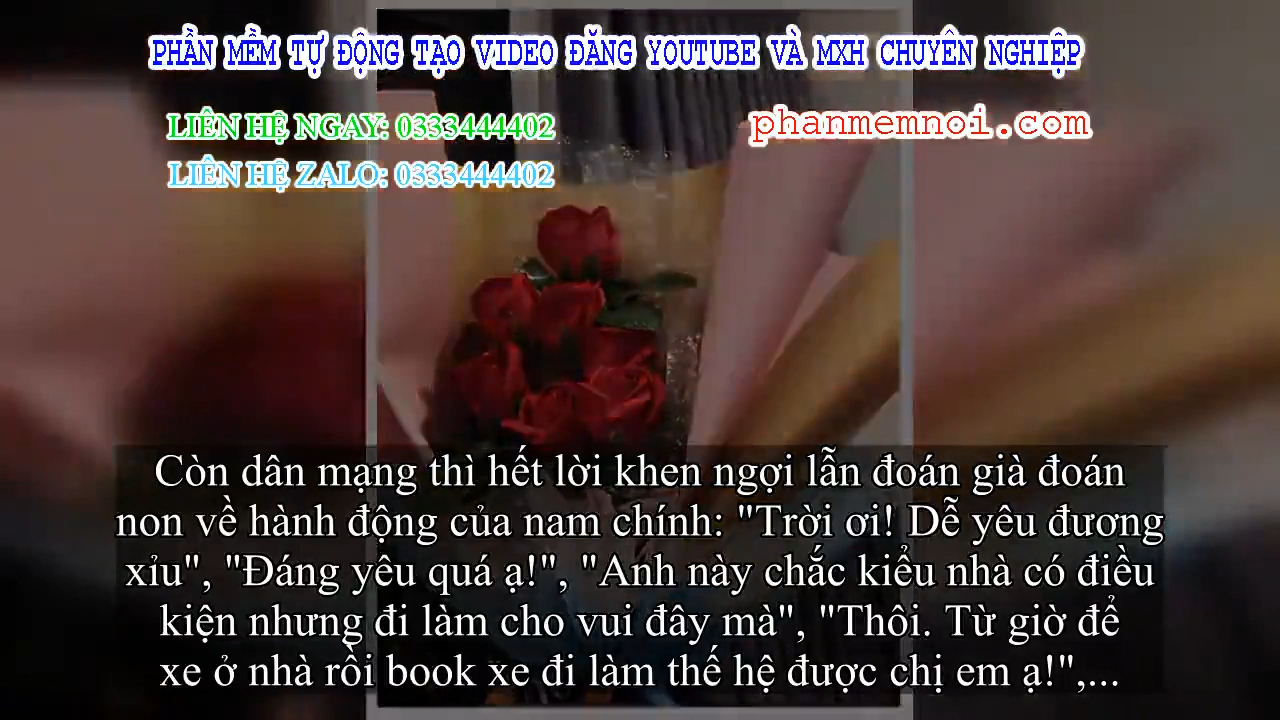 PHẦN MỀM TỰ ĐỘNG TẠO VIDEO ĐĂNG YOUTUBE VÀ MXH CHUYÊN NGHIỆP
LIÊN HỆ NGAY: 0333444402
phanmemnoi.com
LIÊN HỆ ZALO: 0333444402
Còn dân mạng thì hết lời khen ngợi lẫn đoán già đoán
non về hành động của nam chính: "Trời ơi! Dễ yêu đương
xỉu", "Đáng yêu quá ạ!", "Anh này chắc kiểu nhà có điều
kiện nhưng đi làm cho vui đây mà", "Thôi. Từ giờ để
xe ở nhà rồi book xe đi làm thế hệ được chị em ạ!",...